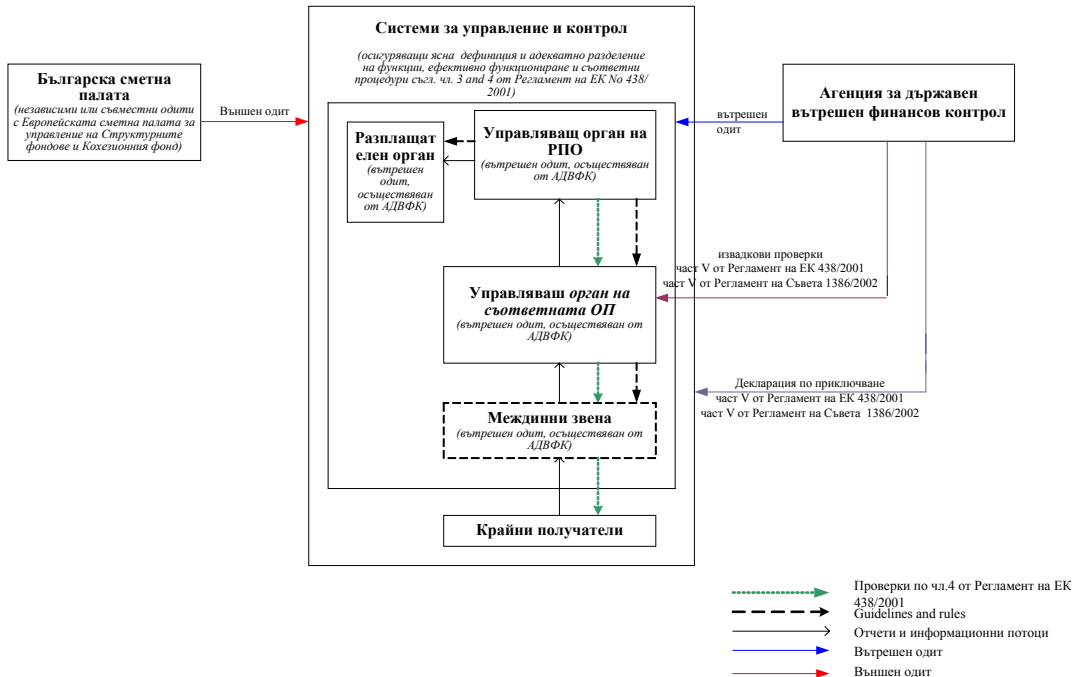 Системи за управление и контрол
(осигуряващи ясна дефиниция и адекватно разделение
на функции, ефективно функциониране и съответни
процедури съгл. чл. 3 and 4 от Регламент на ЕК No 438/
2001)
Българска сметна
палата
(независими или съвместни одити
с Европейската сметна палата за
управление на Структурните
фондове и Кохезионния фонд)
Външен одит
Агенция за държавен
вътрешен финансов контрол
вътрешен
одит
Разплащат
елен орган
(вътрешен
одит,
осъществяван
от АДВФК)
Управляващ орган на
РПО
(вътрешен одит, осъществяван
от АДВФК)
извадкови проверки
част V от Регламент на ЕК 438/2001
част V от Регламент на Съвета 1386/2002
Управляваш орган на
съответната ОП
(вътрешен одит, осъществяван от
АДВФК)
Декларация по приключване
част V от Регламент на ЕК 438/2001
част V от Регламент на Съвета 1386/2002
Междинни звена
(вътрешен одит, осъществяван от
АДВФК)
Крайни получатели
Проверки по чл.4 от Регламент на ЕК
438/2001
Guidelines and rules
Отчети и информационни потоци
Вътрешен одит
Външен одит